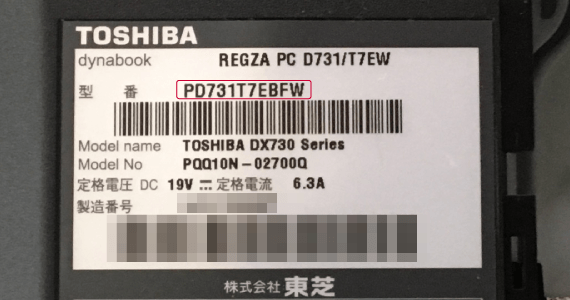 TOSHIBA
dynabook REGZA PC D731/T7EW
型 番 PD731T7EBFW
Model name TOSHIBA DX730 Series
Model No PQQ10N-02700Q
定格電圧 DC 19V ⎓ 定格電流 6.3A
製造番号
株式会社 東芝